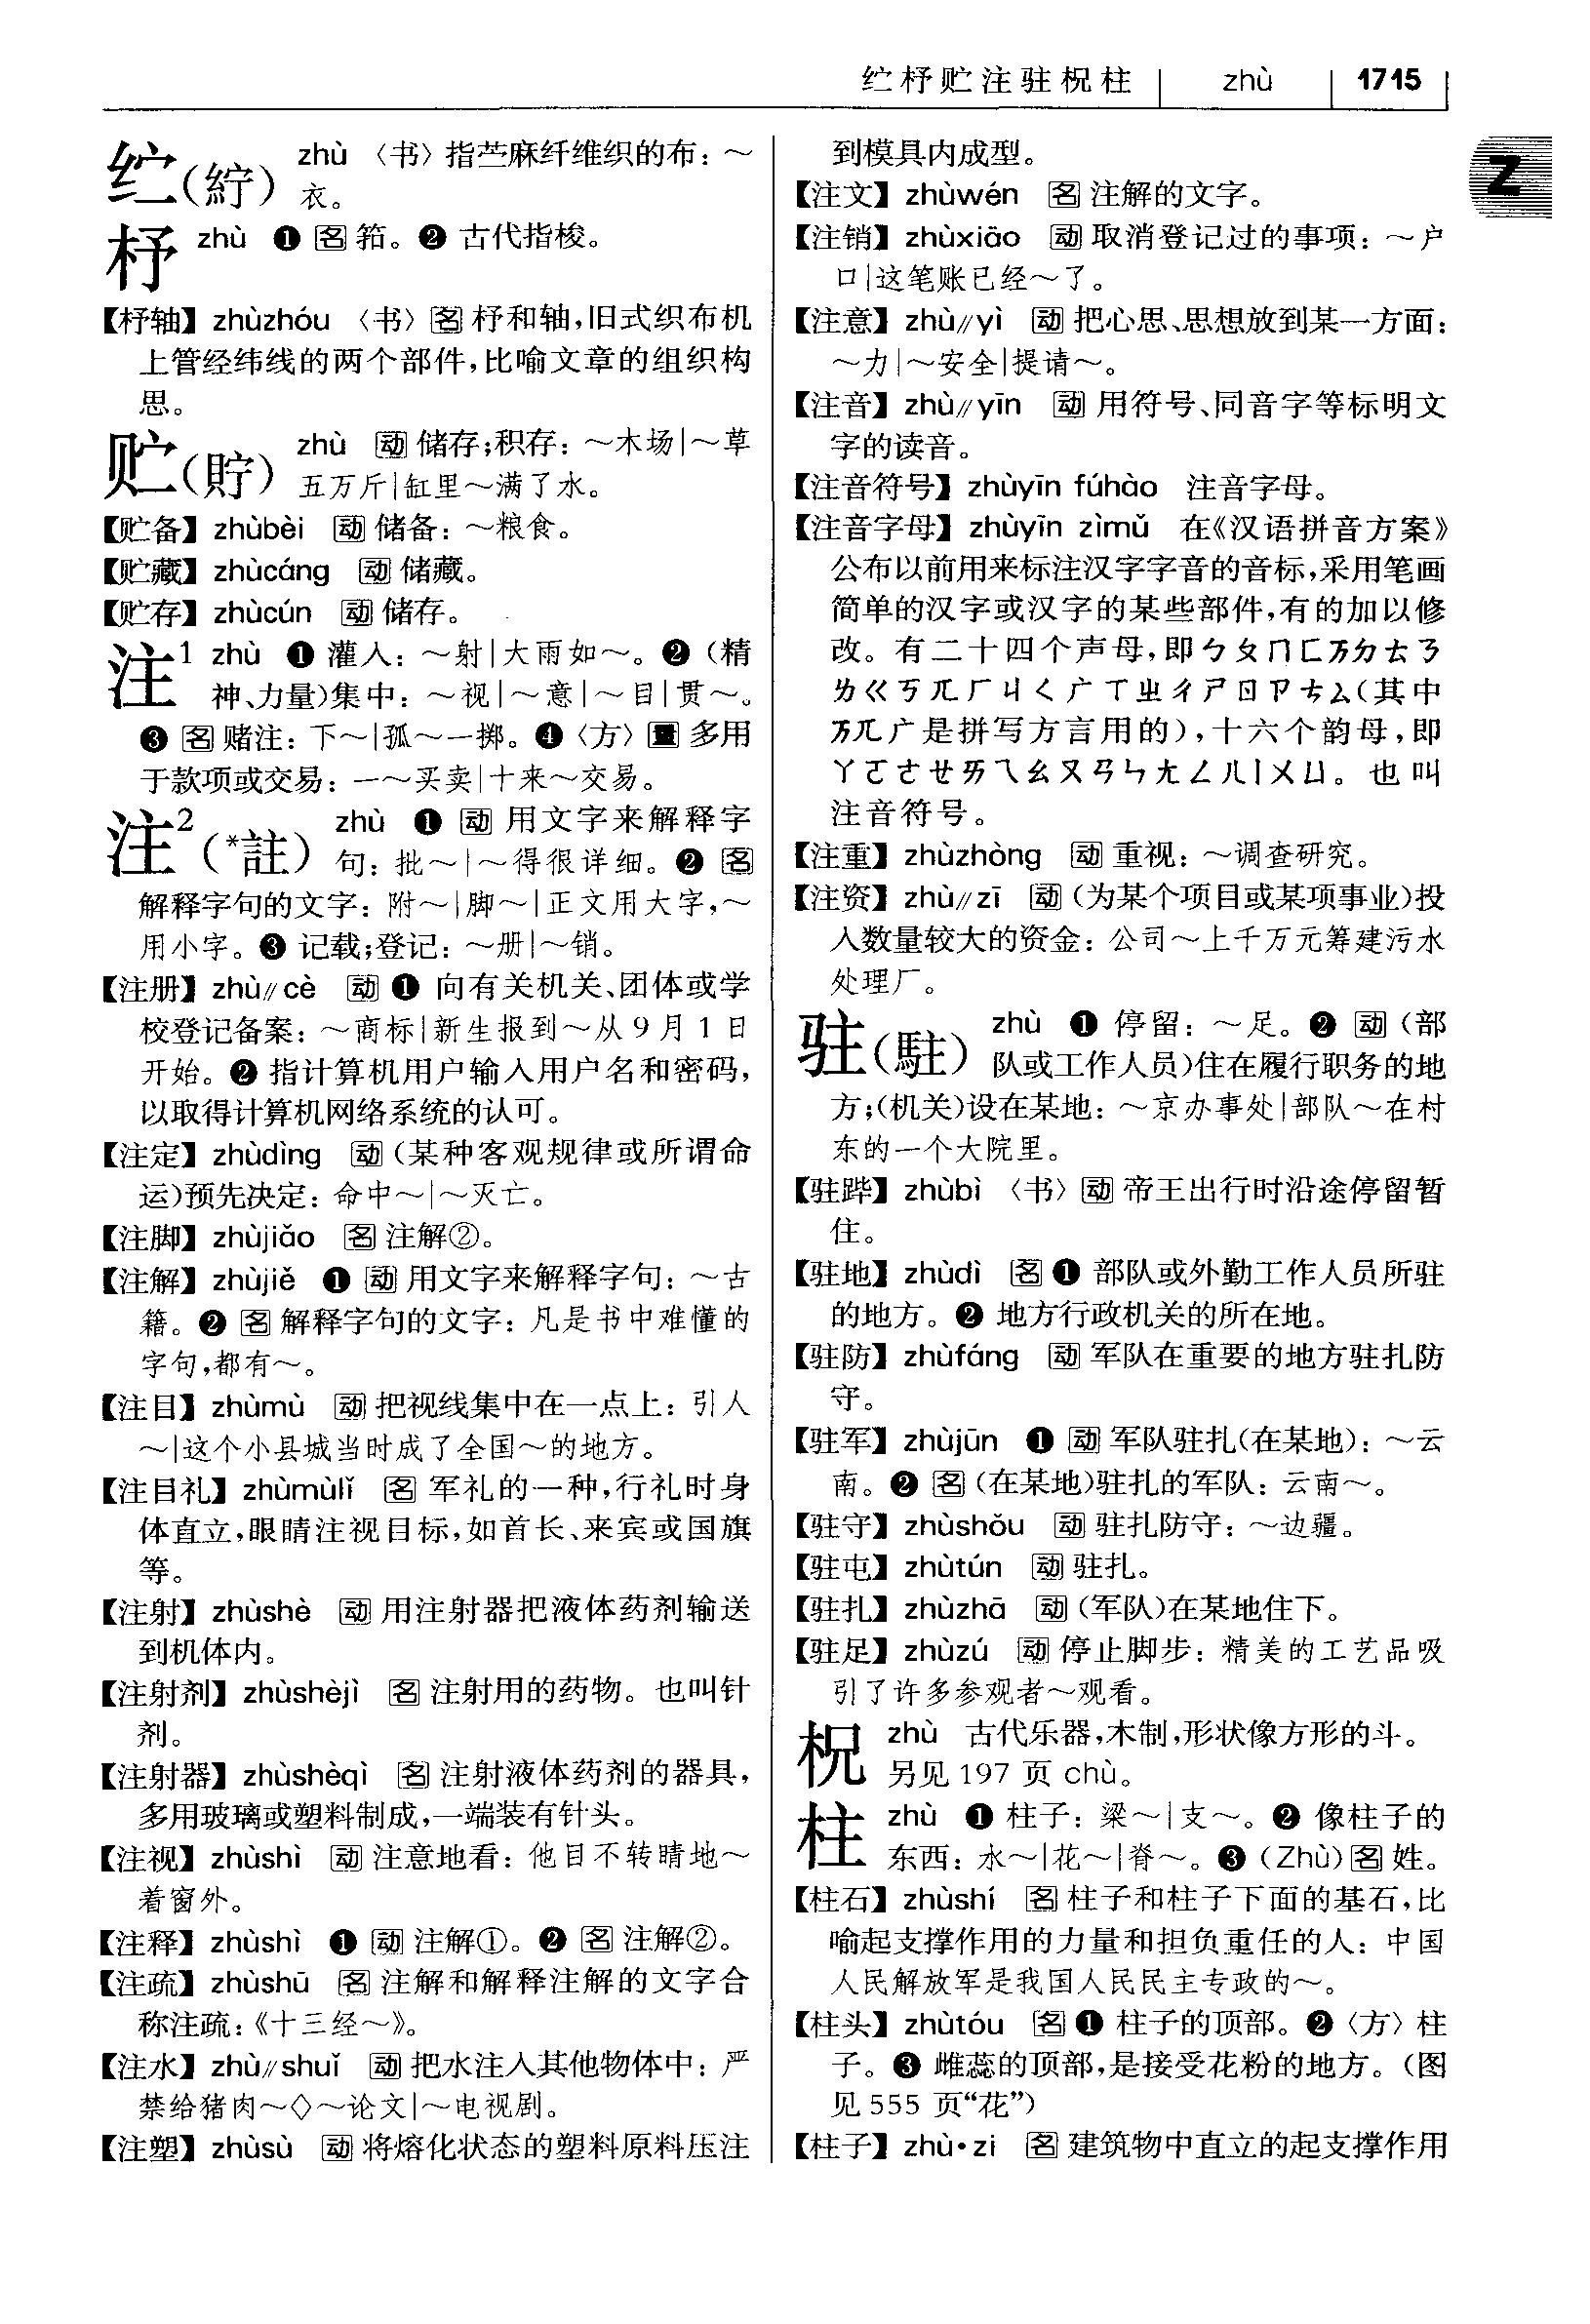 纻杼贮注驻柷柱 zhù 1715
Z
纻(紵) zhù 〈书〉指苎麻纤维织的布：～
衣。
杼 zhù ❶ 名 筘。❷ 古代指梭。
【杼轴】zhùzhóu 〈书〉名 杼和轴，旧式织布机
上管经纬线的两个部件，比喻文章的组织构
思。
贮(貯) zhù 动 储存；积存：～木场|～草
五万斤|缸里～满了水。
【贮备】zhùbèi 动 储备：～粮食。
【贮藏】zhùcáng 动 储藏。
【贮存】zhùcún 动 储存。
注¹ zhù ❶ 灌入：～射|大雨如～。❷（精
神、力量)集中：～视|～意|～目|贯～。
❸ 名 赌注：下～|孤～一掷。❹〈方〉量 多用
于款项或交易：一～买卖|十来～交易。
注²(*註) zhù ❶ 动 用文字来解释字
句：批～|～得很详细。❷ 名
解释字句的文字：附～|脚～|正文用大字，～
用小字。❸ 记载；登记：～册|～销。
【注册】zhù//cè 动 ❶ 向有关机关、团体或学
校登记备案：～商标|新生报到～从9月1日
开始。❷ 指计算机用户输入用户名和密码，
以取得计算机网络系统的认可。
【注定】zhùdìng 动（某种客观规律或所谓命
运)预先决定：命中～|～灭亡。
【注脚】zhùjiǎo 名 注解②。
【注解】zhùjiě ❶ 动 用文字来解释字句：～古
籍。❷ 名 解释字句的文字：凡是书中难懂的
字句，都有～。
【注目】zhùmù 动 把视线集中在一点上：引人
～|这个小县城当时成了全国～的地方。
【注目礼】zhùmùlǐ 名 军礼的一种，行礼时身
体直立，眼睛注视目标，如首长、来宾或国旗
等。
【注射】zhùshè 动 用注射器把液体药剂输送
到机体内。
【注射剂】zhùshèjì 名 注射用的药物。也叫针
剂。
【注射器】zhùshèqì 名 注射液体药剂的器具，
多用玻璃或塑料制成，一端装有针头。
【注视】zhùshì 动 注意地看：他目不转睛地～
着窗外。
【注释】zhùshì ❶ 动 注解①。❷ 名 注解②。
【注疏】zhùshū 名 注解和解释注解的文字合
称注疏：《十三经～》。
【注水】zhù//shuǐ 动 把水注入其他物体中：严
禁给猪肉～◇～论文|～电视剧。
【注塑】zhùsù 动 将熔化状态的塑料原料压注
到模具内成型。
【注文】zhùwén 名 注解的文字。
【注销】zhùxiāo 动 取消登记过的事项：～户
口|这笔账已经～了。
【注意】zhù//yì 动 把心思、思想放到某一方面：
～力|～安全|提请～。
【注音】zhù//yīn 动 用符号、同音字等标明文
字的读音。
【注音符号】zhùyīn fúhào 注音字母。
【注音字母】zhùyīn zìmǔ 在《汉语拼音方案》
公布以前用来标注汉字字音的音标，采用笔画
简单的汉字或汉字的某些部件，有的加以修
改。有二十四个声母，即ㄅㄆㄇㄈㄪㄉㄊㄋ
ㄌㄍㄎㄫㄏㄐㄑㄬㄒㄓㄔㄕㄖㄗㄘㄙ(其中
ㄪㄫㄬ是拼写方言用的)，十六个韵母，即
ㄚㄛㄜㄝㄞㄟㄠㄡㄢㄣㄤㄥㄦㄧㄨㄩ。也叫
注音符号。
【注重】zhùzhòng 动 重视：～调查研究。
【注资】zhù//zī 动（为某个项目或某项事业)投
入数量较大的资金：公司～上千万元筹建污水
处理厂。
驻(駐) zhù ❶ 停留：～足。❷ 动（部
队或工作人员)住在履行职务的地
方；(机关)设在某地：～京办事处|部队～在村
东的一个大院里。
【驻跸】zhùbì 〈书〉动 帝王出行时沿途停留暂
住。
【驻地】zhùdì 名 ❶ 部队或外勤工作人员所驻
的地方。❷ 地方行政机关的所在地。
【驻防】zhùfáng 动 军队在重要的地方驻扎防
守。
【驻军】zhùjūn ❶ 动 军队驻扎(在某地)：～云
南。❷ 名（在某地)驻扎的军队：云南～。
【驻守】zhùshǒu 动 驻扎防守：～边疆。
【驻屯】zhùtún 动 驻扎。
【驻扎】zhùzhā 动（军队)在某地住下。
【驻足】zhùzú 动 停止脚步：精美的工艺品吸
引了许多参观者～观看。
柷 zhù 古代乐器，木制，形状像方形的斗。
另见197页 chù。
柱 zhù ❶ 柱子：梁～|支～。❷ 像柱子的
东西：水～|花～|脊～。❸（Zhù)名 姓。
【柱石】zhùshí 名 柱子和柱子下面的基石，比
喻起支撑作用的力量和担负重任的人：中国
人民解放军是我国人民民主专政的～。
【柱头】zhùtóu 名 ❶ 柱子的顶部。❷〈方〉柱
子。❸ 雌蕊的顶部，是接受花粉的地方。（图
见555页“花”）
【柱子】zhù·zi 名 建筑物中直立的起支撑作用